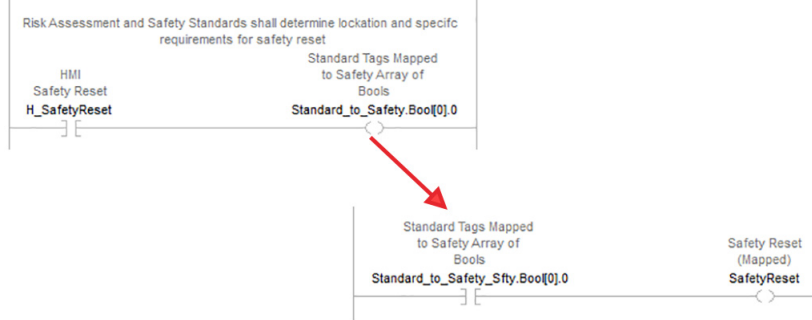 Risk Assessment and Safety Standards shall determine lockation and specifc
requirements for safety reset
Standard Tags Mapped
to Safety Array of
Bools
HMI
Safety Reset
H_SafetyReset
Standard_to_Safety.Bool[0].0
Standard Tags Mapped
to Safety Array of
Bools
Standard_to_Safety_Sfty.Bool[0].0
Safety Reset
(Mapped)
SafetyReset